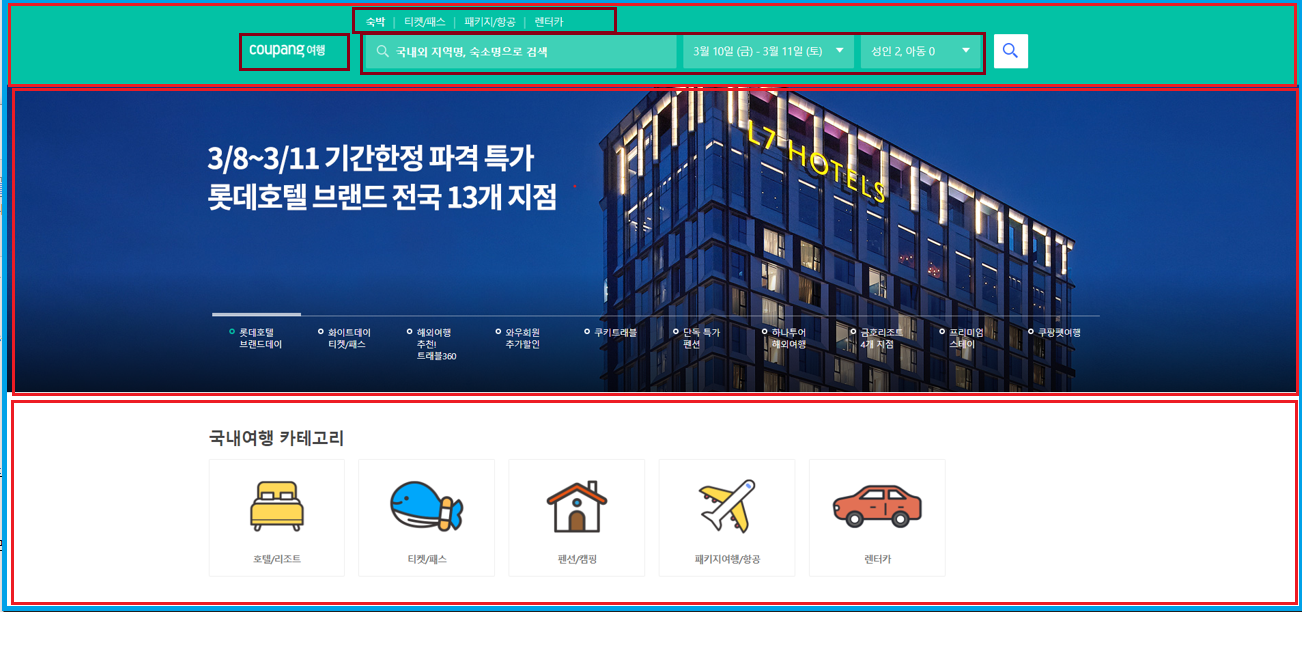 숙박 | 티켓/패스 | 패키지/항공 | 렌터카
coupang 여행
국내외 지역명, 숙소명으로 검색
3월 10일 (금) - 3월 11일 (토)
성인 2, 아동 0
L7 HOTELS
3/8~3/11 기간한정 파격 특가
롯데호텔 브랜드 전국 13개 지점
롯데호텔
브랜드데이
화이트데이
티켓/패스
해외여행
추천!
트래블360
와우회원
추가할인
쿠키트래블
단독 특가
펜션
하나투어
해외여행
금호리조트
4개 지점
프리미엄
스테이
쿠팡펫여행
국내여행 카테고리
호텔/리조트
티켓/패스
펜션/캠핑
패키지여행/항공
렌터카